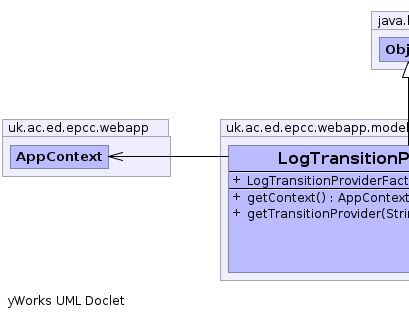 java.l
Obj
uk.ac.ed.epcc.webapp
uk.ac.ed.epcc.webapp.model
AppContext
LogTransitionP
+ LogTransitionProviderFact
+ getContext() : AppContext
+ getTransitionProvider(Strin
yWorks UML Doclet